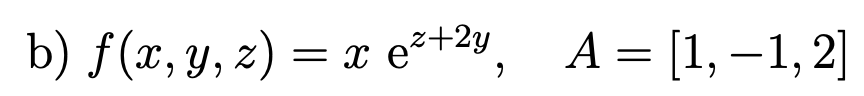 b) f(x, y, z) = x e^{z+2y},   A = [1, −1, 2]